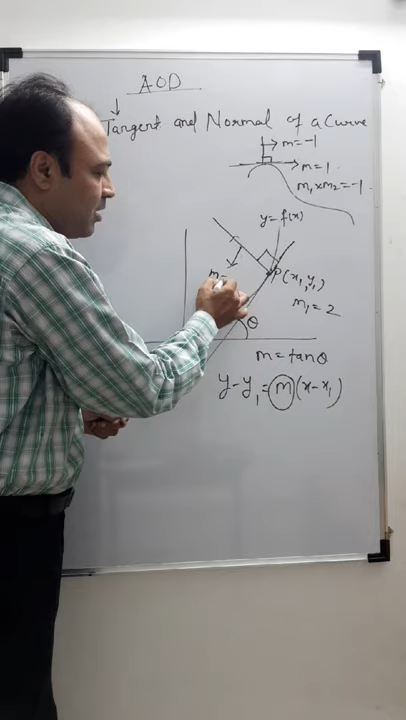 AOD
Tangent and Normal of a Curve
m=-1
m=1
m₁×m₂=-1
y=f(x)
P(x₁,y₁)
m=
m₁=2
θ
m=tanθ
y-y₁=m(x-x₁)